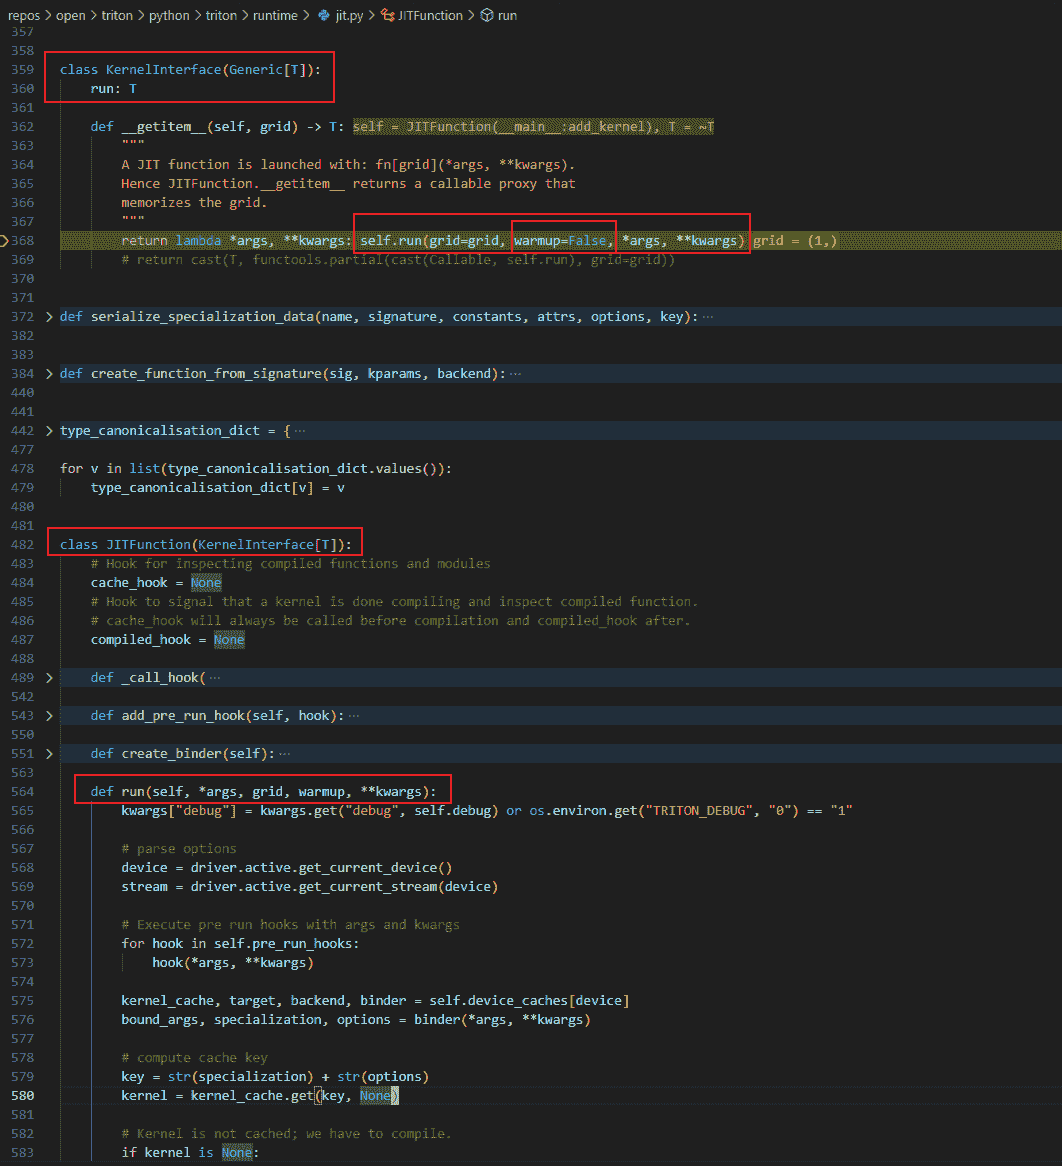 repos > open > triton > python > triton > runtime > jit.py > JITFunction > run
357
358
359 class KernelInterface(Generic[T]):
360 run: T
361
362 def __getitem__(self, grid) -> T: self = JITFunction(__main__:add_kernel), T = ~T
363 """
364 A JIT function is launched with: fn[grid](*args, **kwargs).
365 Hence JITFunction.__getitem__ returns a callable proxy that
366 memorizes the grid.
367 """
368 return lambda *args, **kwargs: self.run(grid=grid, warmup=False, *args, **kwargs) grid = (1,)
369 # return cast(T, functools.partial(cast(Callable, self.run), grid=grid))
370
371
372 > def serialize_specialization_data(name, signature, constants, attrs, options, key): ···
382
383
384 > def create_function_from_signature(sig, kparams, backend): ···
440
441
442 > type_canonicalisation_dict = { ···
477
478 for v in list(type_canonicalisation_dict.values()):
479 type_canonicalisation_dict[v] = v
480
481
482 class JITFunction(KernelInterface[T]):
483 # Hook for inspecting compiled functions and modules
484 cache_hook = None
485 # Hook to signal that a kernel is done compiling and inspect compiled function.
486 # cache_hook will always be called before compilation and compiled_hook after.
487 compiled_hook = None
488
489 > def _call_hook( ···
542
543 > def add_pre_run_hook(self, hook): ···
550
551 > def create_binder(self): ···
563
564 def run(self, *args, grid, warmup, **kwargs):
565 kwargs["debug"] = kwargs.get("debug", self.debug) or os.environ.get("TRITON_DEBUG", "0") == "1"
566
567 # parse options
568 device = driver.active.get_current_device()
569 stream = driver.active.get_current_stream(device)
570
571 # Execute pre run hooks with args and kwargs
572 for hook in self.pre_run_hooks:
573 hook(*args, **kwargs)
574
575 kernel_cache, target, backend, binder = self.device_caches[device]
576 bound_args, specialization, options = binder(*args, **kwargs)
577
578 # compute cache key
579 key = str(specialization) + str(options)
580 kernel = kernel_cache.get(key, None)
581
582 # Kernel is not cached; we have to compile.
583 if kernel is None: